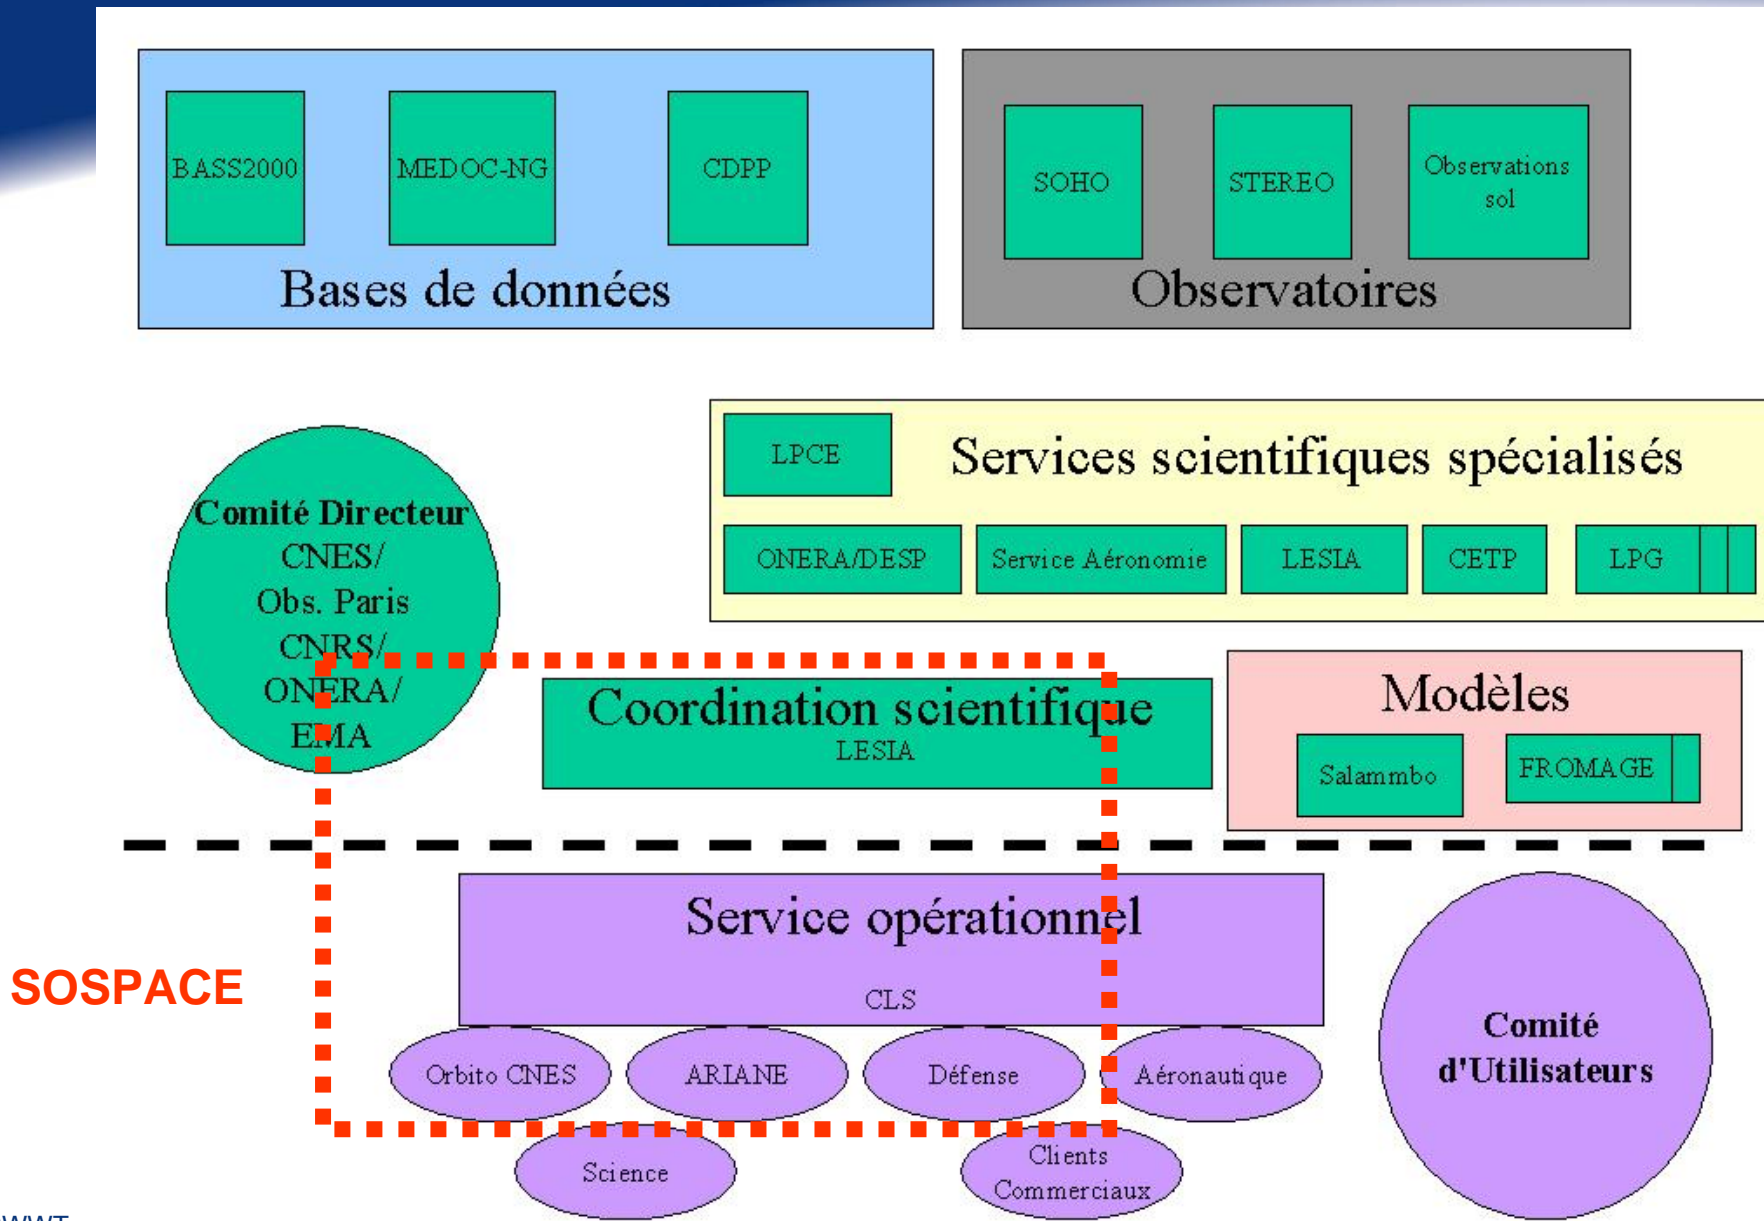 BASS2000
MEDOC-NG
CDPP
Bases de données
SOHO
STEREO
Observations
sol
Observatoires
LPCE
Services scientifiques spécialisés
ONERA/DESP
Service Aéronomie
LESIA
CETP
LPG
Comité Directeur
CNES/
Obs. Paris
CNRS/
ONERA/
EMA
Coordination scientifique
LESIA
Modèles
Salammbo
FROMAGE
Service opérationnel
CLS
SOSPACE
Orbito CNES
ARIANE
Défense
Aéronautique
Science
Clients
Commerciaux
Comité
d'Utilisateurs